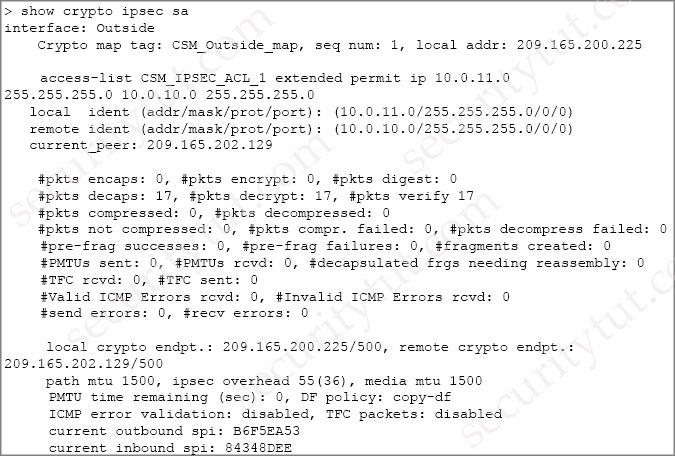 > show crypto ipsec sa
interface: Outside
Crypto map tag: CSM_Outside_map, seq num: 1, local addr: 209.165.200.225
access-list CSM_IPSEC_ACL_1 extended permit ip 10.0.11.0
255.255.255.0 10.0.10.0 255.255.255.0
local ident (addr/mask/prot/port): (10.0.11.0/255.255.255.0/0/0)
remote ident (addr/mask/prot/port): (10.0.10.0/255.255.255.0/0/0)
current_peer: 209.165.202.129
#pkts encaps: 0, #pkts encrypt: 0, #pkts digest: 0
#pkts decaps: 17, #pkts decrypt: 17, #pkts verify 17
#pkts compressed: 0, #pkts decompressed: 0
#pkts not compressed: 0, #pkts compr. failed: 0, #pkts decompress failed: 0
#pre-frag successes: 0, #pre-frag failures: 0, #fragments created: 0
#PMTUs sent: 0, #PMTUs rcvd: 0, #decapsulated frgs needing reassembly: 0
#TFC rcvd: 0, #TFC sent: 0
#Valid ICMP Errors rcvd: 0, #Invalid ICMP Errors rcvd: 0
#send errors: 0, #recv errors: 0
local crypto endpt.: 209.165.200.225/500, remote crypto endpt.:
209.165.202.129/500
path mtu 1500, ipsec overhead 55(36), media mtu 1500
PMTU time remaining (sec): 0, DF policy: copy-df
ICMP error validation: disabled, TFC packets: disabled
current outbound spi: B6F5EA53
current inbound spi: 84348DEE
securitytut.com
securitytut.com
securitytut.com
securitytut.com